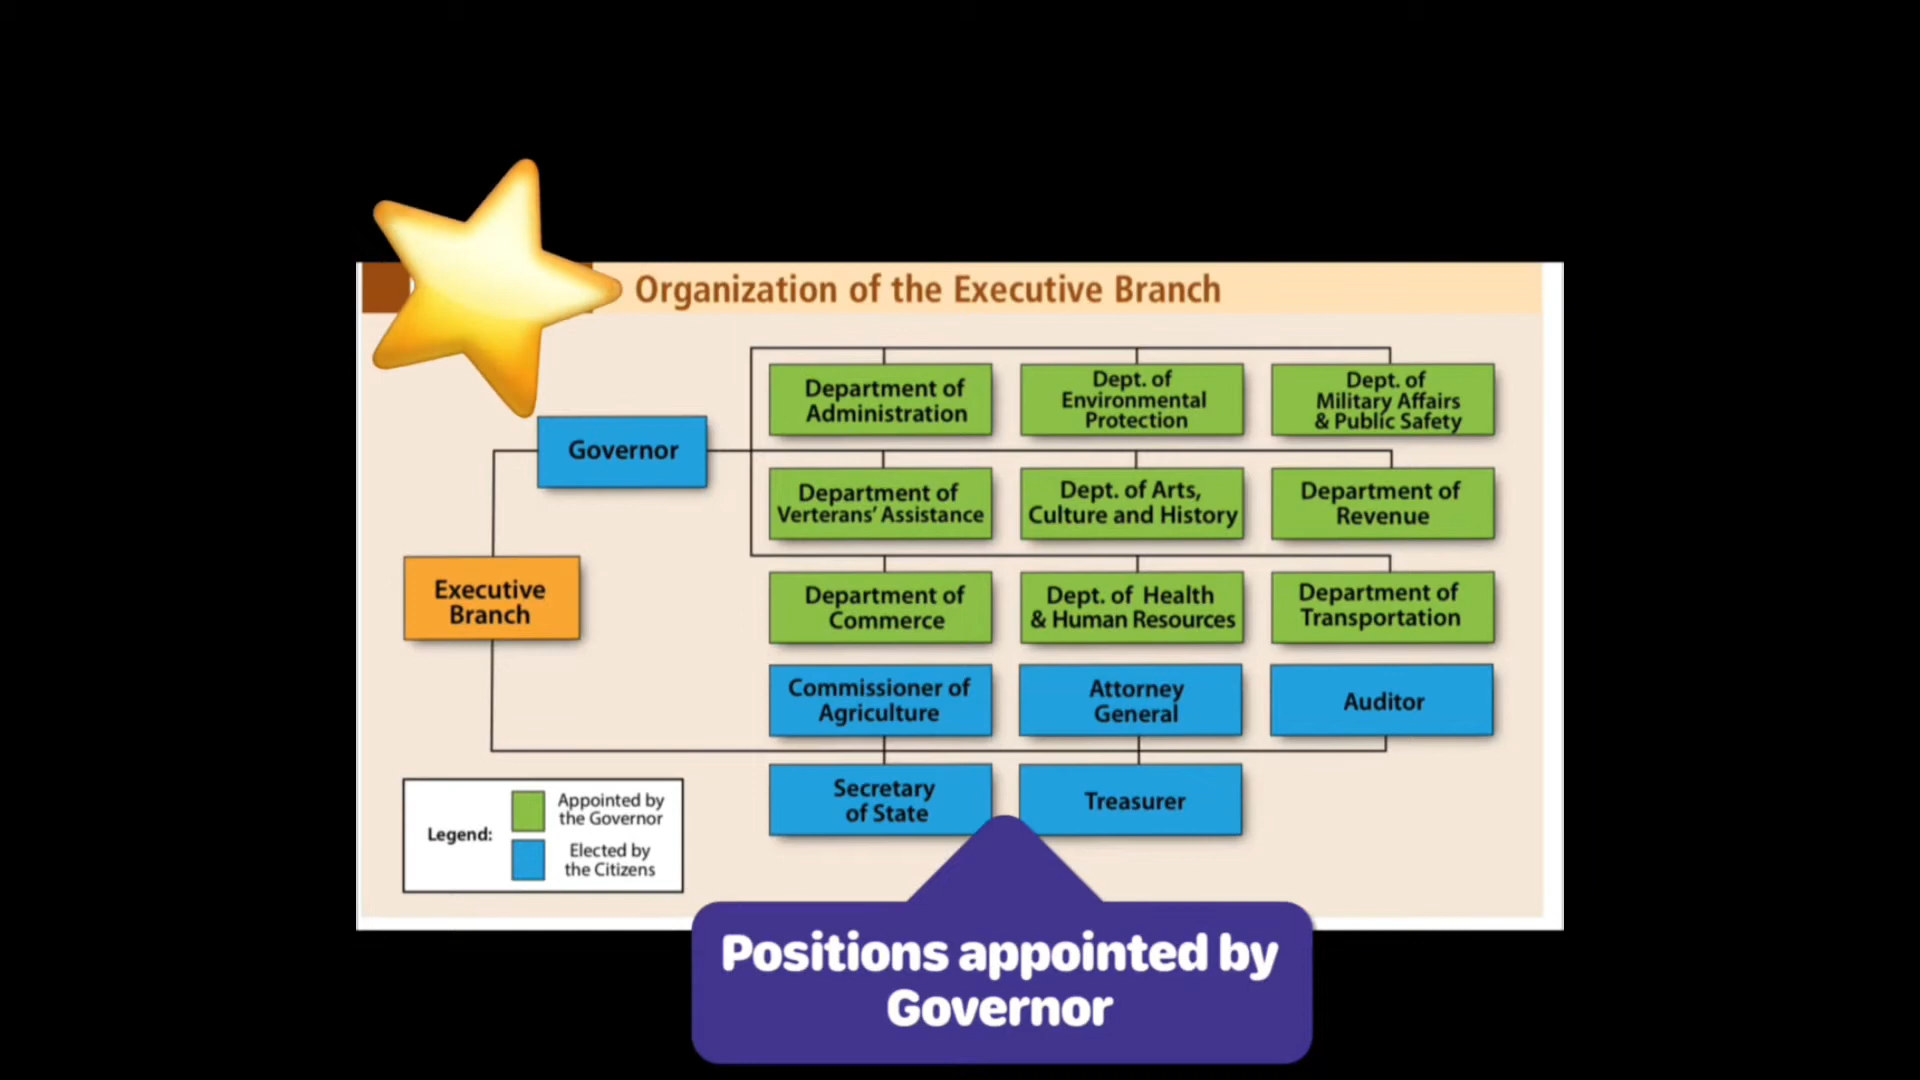 Organization of the Executive Branch
Department of
Administration
Dept. of
Environmental
Protection
Dept. of
Military Affairs
& Public Safety
Governor
Department of
Verterans' Assistance
Dept. of Arts,
Culture and History
Department of
Revenue
Executive
Branch
Department of
Commerce
Dept. of Health
& Human Resources
Department of
Transportation
Commissioner of
Agriculture
Attorney
General
Auditor
Secretary
of State
Treasurer
Legend:
Appointed by
the Governor
Elected by
the Citizens
Positions appointed by
Governor